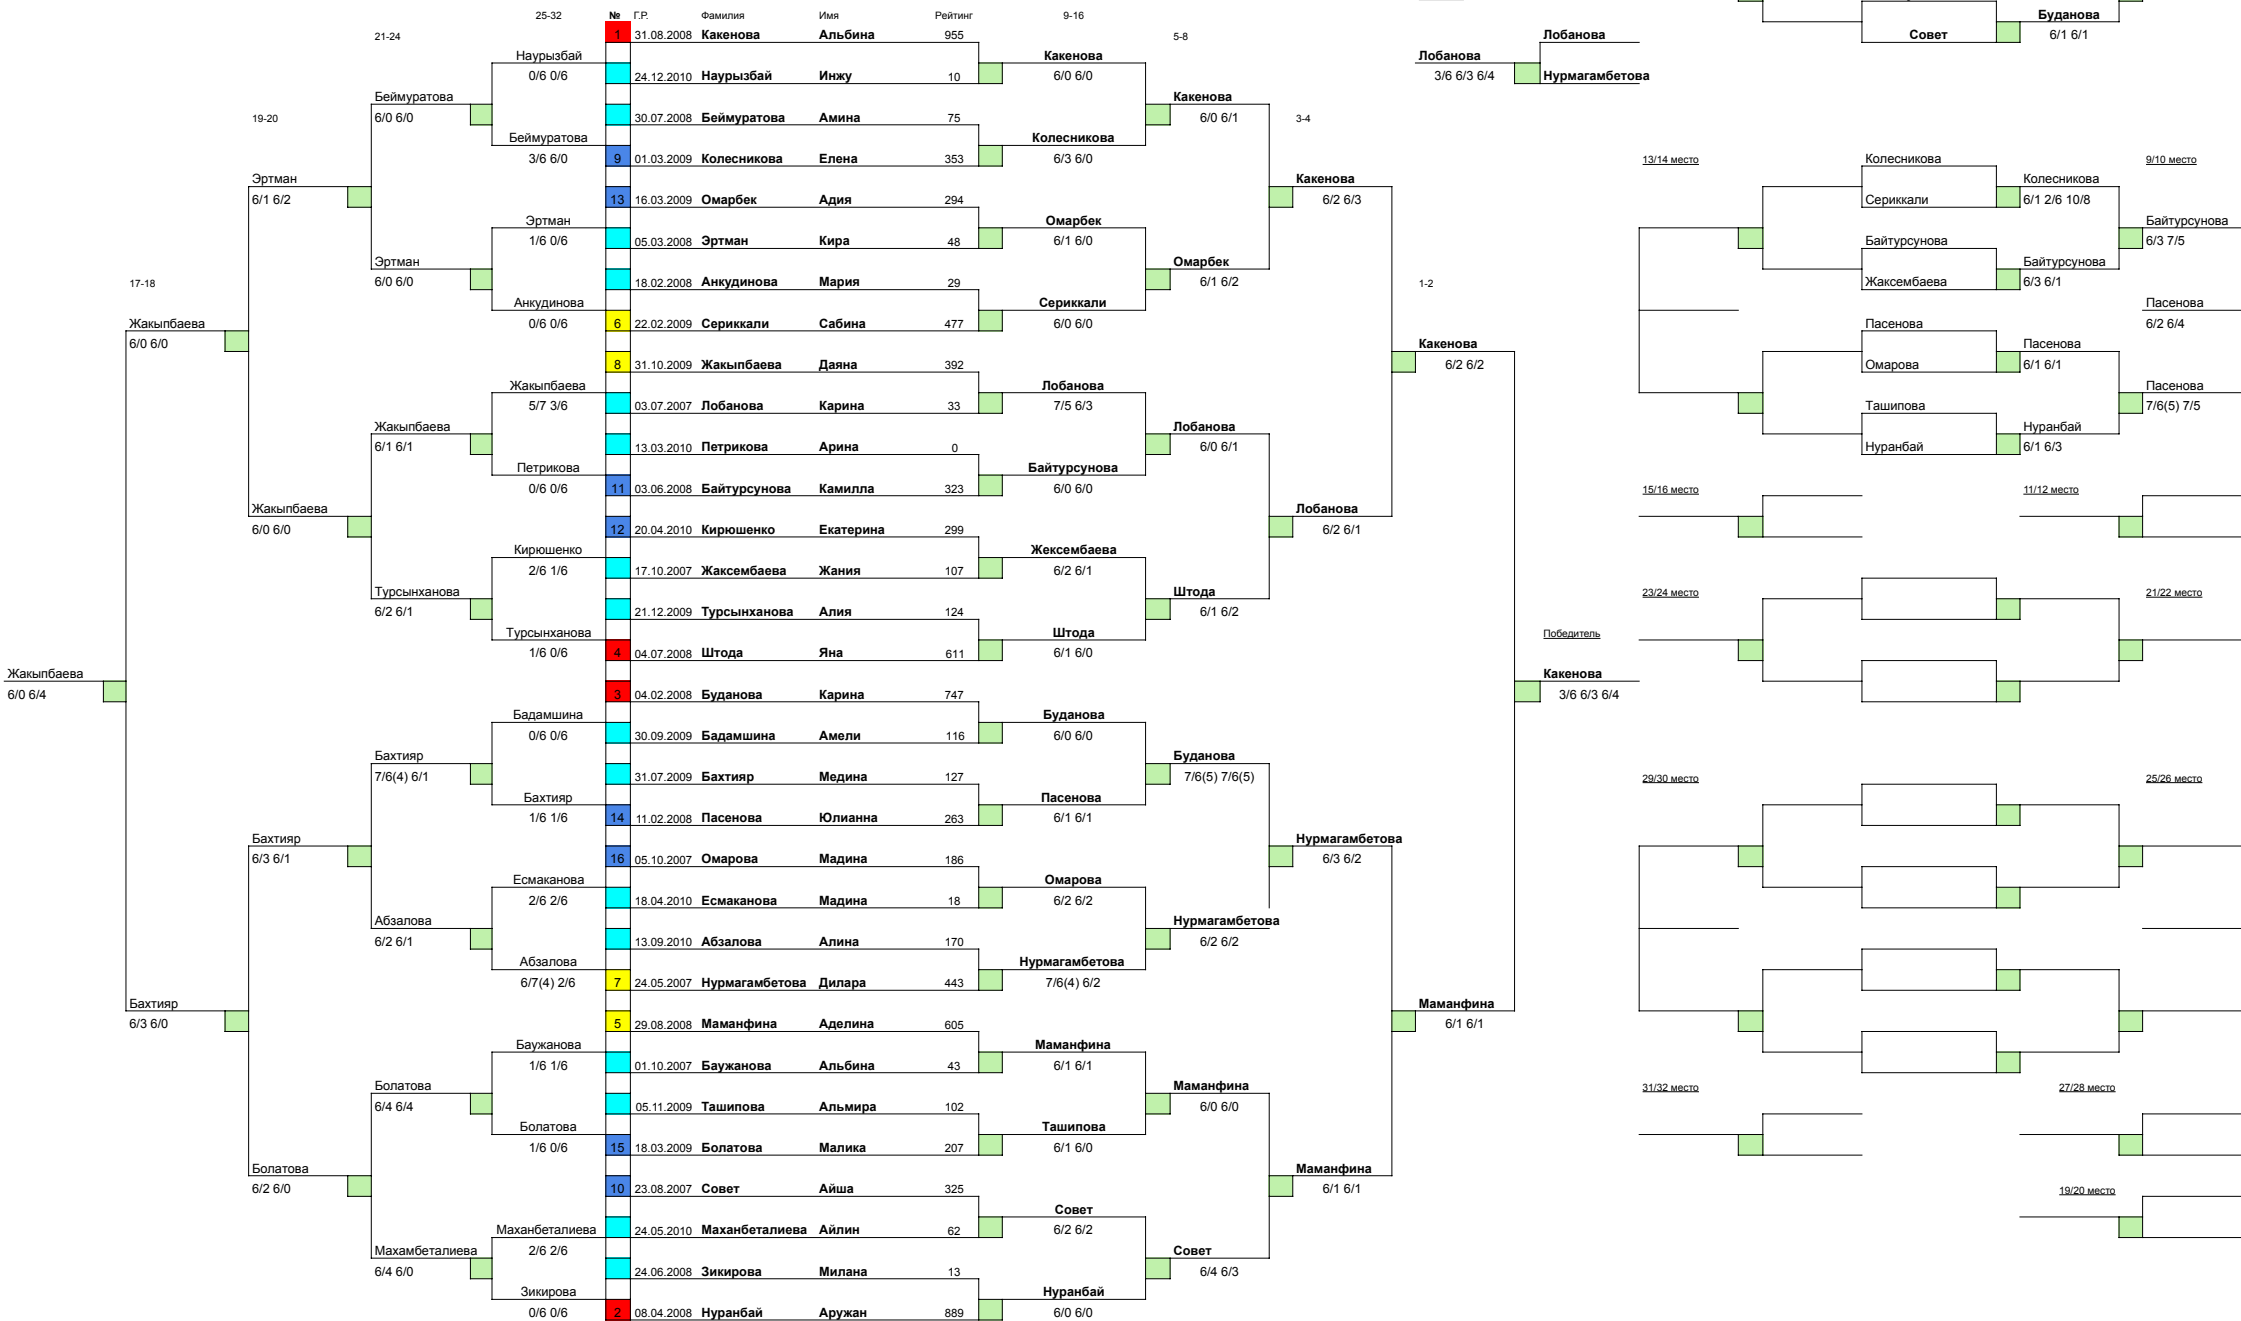 25-32 № Г.Р. Фамилия Имя Рейтинг 9-16
Буданова
21-24 1 31.08.2008 Какенова Альбина 955 5-8 Лобанова Совет 6/1 6/1
Наурызбай Какенова Лобанова
0/6 0/6 24.12.2010 Наурызбай Инжу 10 6/0 6/0 3/6 6/3 6/4 Нурмагамбетова
Беймуратова Какенова
19-20 6/0 6/0 30.07.2008 Беймуратова Амина 75 6/0 6/1 3-4
Беймуратова Колесникова
3/6 6/0 9 01.03.2009 Колесникова Елена 353 6/3 6/0 13/14 место Колесникова 9/10 место
Эртман Какенова Колесникова
6/1 6/2 13 16.03.2009 Омарбек Адия 294 6/2 6/3 Сериккали 6/1 2/6 10/8
Эртман Омарбек Байтурсунова
1/6 0/6 05.03.2008 Эртман Кира 48 6/1 6/0 Байтурсунова 6/3 7/5
Эртман Омарбек Байтурсунова
17-18 6/0 6/0 18.02.2008 Анкудинова Мария 29 6/1 6/2 1-2 Жаксембаева 6/3 6/1
Анкудинова Сериккали Пасенова
Жакыпбаева 0/6 0/6 6 22.02.2009 Сериккали Сабина 477 6/0 6/0 Пасенова 6/2 6/4
6/0 6/0 Какенова Пасенова
8 31.10.2009 Жакыпбаева Даяна 392 6/2 6/2 Омарова 6/1 6/1
Жакыпбаева Лобанова Пасенова
5/7 3/6 03.07.2007 Лобанова Карина 33 7/5 6/3 Ташипова 7/6(5) 7/5
Жакыпбаева Лобанова Нуранбай
6/1 6/1 13.03.2010 Петрикова Арина 0 6/0 6/1 Нуранбай 6/1 6/3
Петрикова Байтурсунова
0/6 0/6 11 03.06.2008 Байтурсунова Камилла 323 6/0 6/0 15/16 место 11/12 место
Жакыпбаева Лобанова
6/0 6/0 12 20.04.2010 Кирюшенко Екатерина 299 6/2 6/1
Кирюшенко Жексембаева
2/6 1/6 17.10.2007 Жаксембаева Жания 107 6/2 6/1
Турсынханова Штода 23/24 место 21/22 место
6/2 6/1 21.12.2009 Турсынханова Алия 124 6/1 6/2
Турсынханова Штода Победитель
1/6 0/6 4 04.07.2008 Штода Яна 611 6/1 6/0
Жакыпбаева Какенова
6/0 6/4 3 04.02.2008 Буданова Карина 747 3/6 6/3 6/4
Бадамшина Буданова
0/6 0/6 30.09.2009 Бадамшина Амели 116 6/0 6/0
Бахтияр Буданова
7/6(4) 6/1 31.07.2009 Бахтияр Медина 127 7/6(5) 7/6(5) 29/30 место 25/26 место
Бахтияр Пасенова
1/6 1/6 14 11.02.2008 Пасенова Юлианна 263 6/1 6/1
Бахтияр Нурмагамбетова
6/3 6/1 16 05.10.2007 Омарова Мадина 186 6/3 6/2
Есмаканова Омарова
2/6 2/6 18.04.2010 Есмаканова Мадина 18 6/2 6/2
Абзалова Нурмагамбетова
6/2 6/1 13.09.2010 Абзалова Алина 170 6/2 6/2
Абзалова Нурмагамбетова
6/7(4) 2/6 7 24.05.2007 Нурмагамбетова Дилара 443 7/6(4) 6/2
Бахтияр Маманфина
6/3 6/0 5 29.08.2008 Маманфина Аделина 605 6/1 6/1
Баужанова Маманфина
1/6 1/6 01.10.2007 Баужанова Альбина 43 6/1 6/1
Болатова Маманфина 31/32 место 27/28 место
6/4 6/4 05.11.2009 Ташипова Альмира 102 6/0 6/0
Болатова Ташипова
1/6 0/6 15 18.03.2009 Болатова Малика 207 6/1 6/0
Болатова Маманфина
6/2 6/0 10 23.08.2007 Совет Айша 325 6/1 6/1 19/20 место
Совет
Маханбеталиева 24.05.2010 Маханбеталиева Айлин 62 6/2 6/2
Махамбеталиева 2/6 2/6 Совет
6/4 6/0 24.06.2008 Зикирова Милана 13 6/4 6/3
Зикирова Нуранбай
0/6 0/6 2 08.04.2008 Нуранбай Аружан 889 6/0 6/0